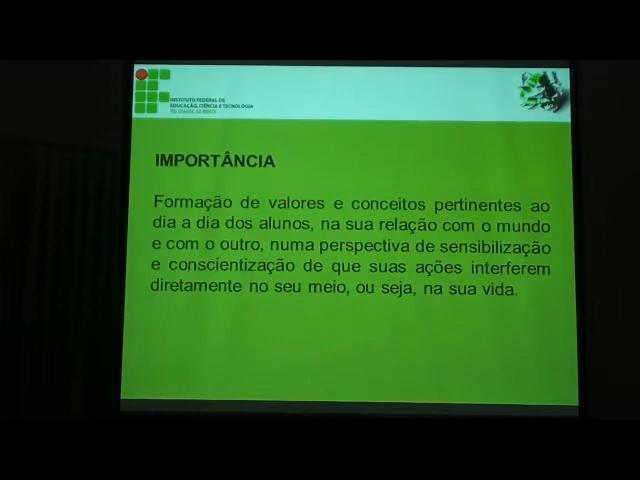 INSTITUTO FEDERAL DE
EDUCAÇÃO, CIÊNCIA E TECNOLOGIA
IMPORTÂNCIA
Formação de valores e conceitos pertinentes ao
dia a dia dos alunos, na sua relação com o mundo
e com o outro, numa perspectiva de sensibilização
e conscientização de que suas ações interferem
diretamente no seu meio, ou seja, na sua vida.